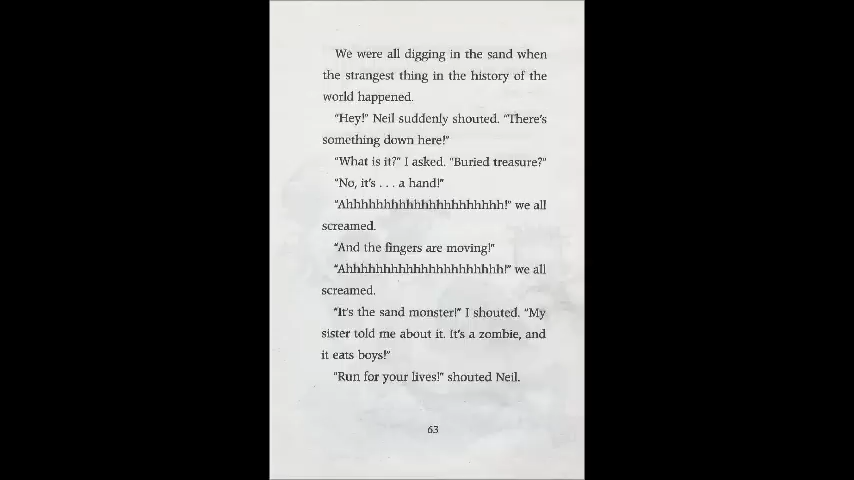 We were all digging in the sand when
the strangest thing in the history of the
world happened.
“Hey!” Neil suddenly shouted. “There’s
something down here!”
“What is it?” I asked. “Buried treasure?”
“No, it’s . . . a hand!”
“Ahhhhhhhhhhhhhhhhhhhhh!” we all
screamed.
“And the fingers are moving!”
“Ahhhhhhhhhhhhhhhhhhhhh!” we all
screamed.
“It’s the sand monster!” I shouted. “My
sister told me about it. It’s a zombie, and
it eats boys!”
“Run for your lives!” shouted Neil.
63